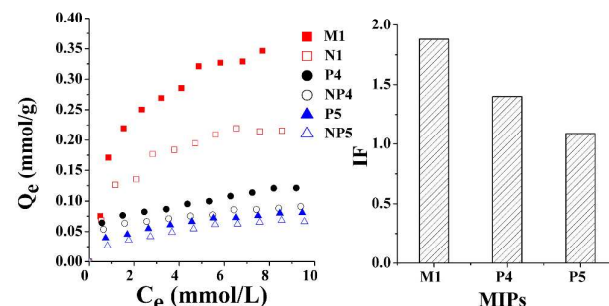 0.40
0.35
0.30
0.25
0.20
0.15
0.10
0.05
0.00
Qe (mmol/g)
0 2 4 6 8 10
Ce (mmol/L)
M1
N1
P4
NP4
P5
NP5
2.0
1.5
1.0
0.5
0.0
IF
M1 P4 P5
MIPs